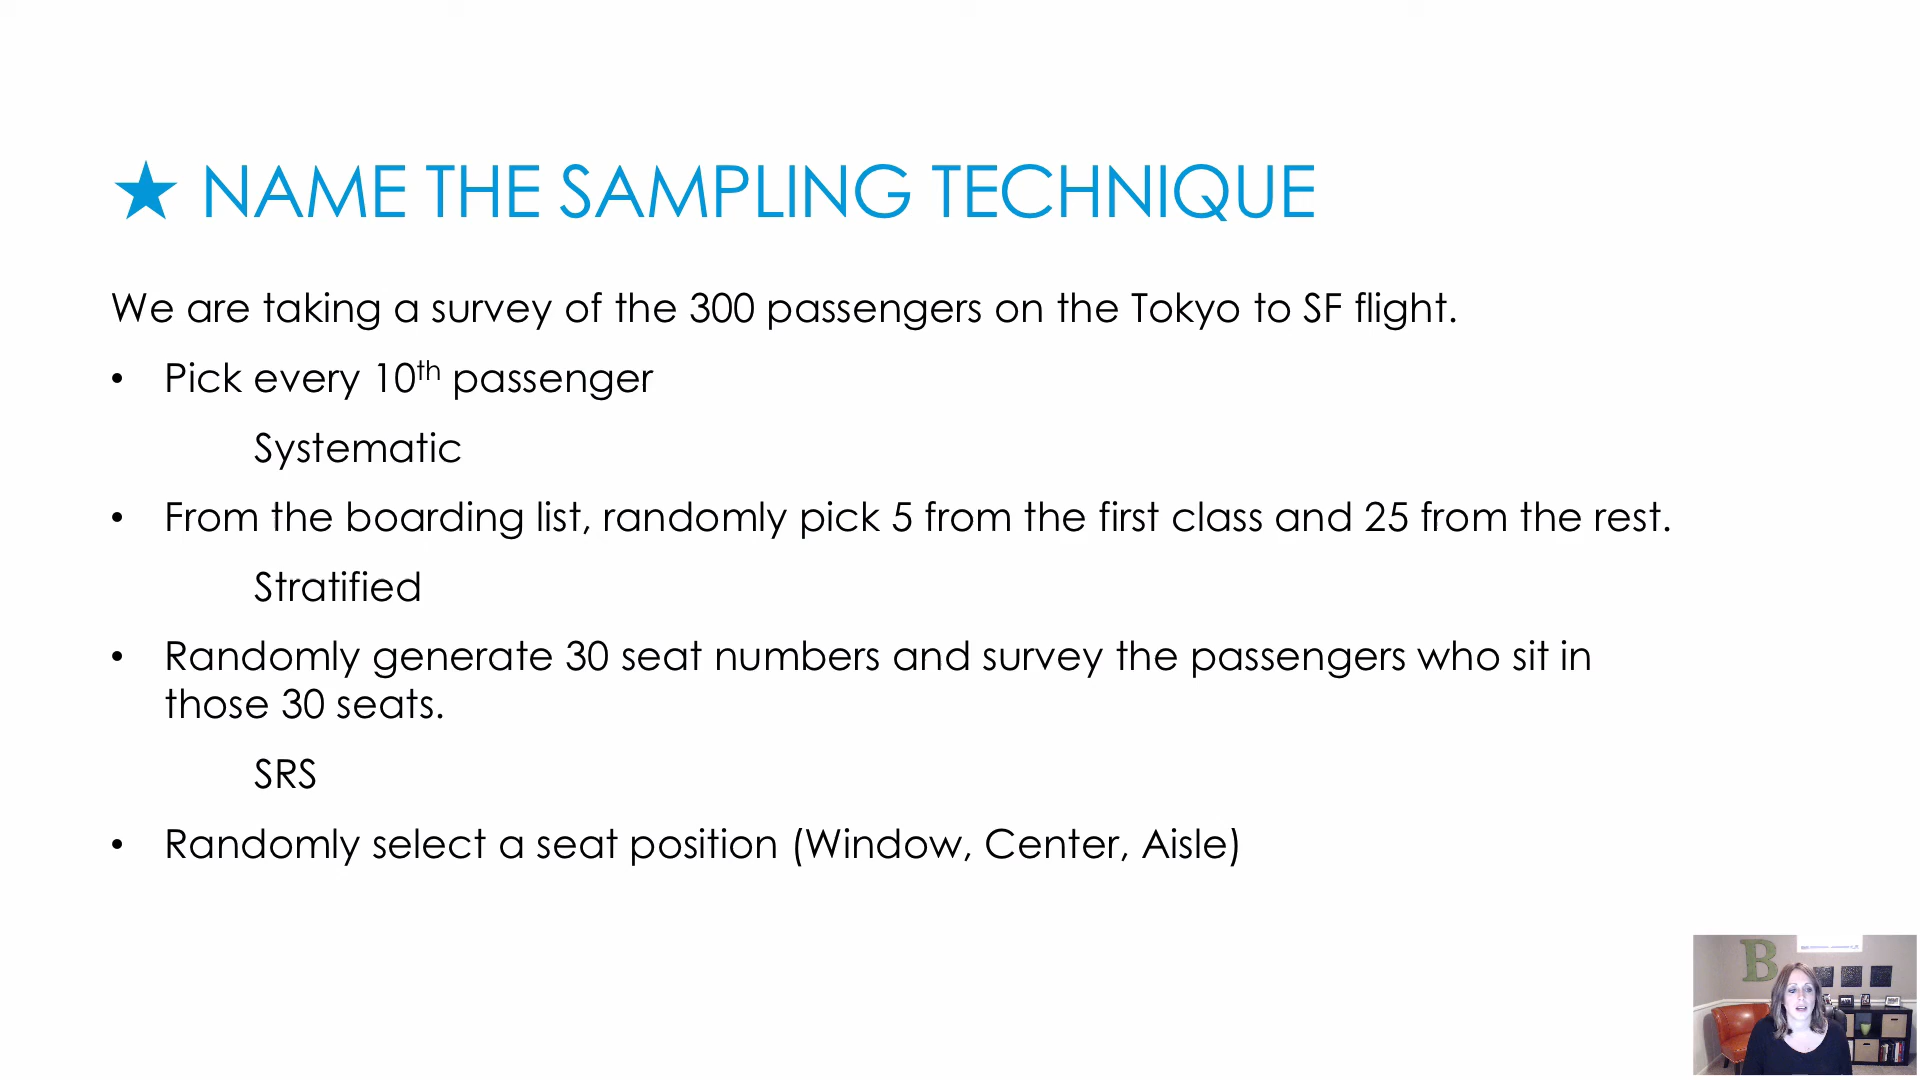 ★ NAME THE SAMPLING TECHNIQUE
We are taking a survey of the 300 passengers on the Tokyo to SF flight.
• Pick every 10th passenger
Systematic
• From the boarding list, randomly pick 5 from the first class and 25 from the rest.
Stratified
• Randomly generate 30 seat numbers and survey the passengers who sit in
those 30 seats.
SRS
• Randomly select a seat position (Window, Center, Aisle)
B